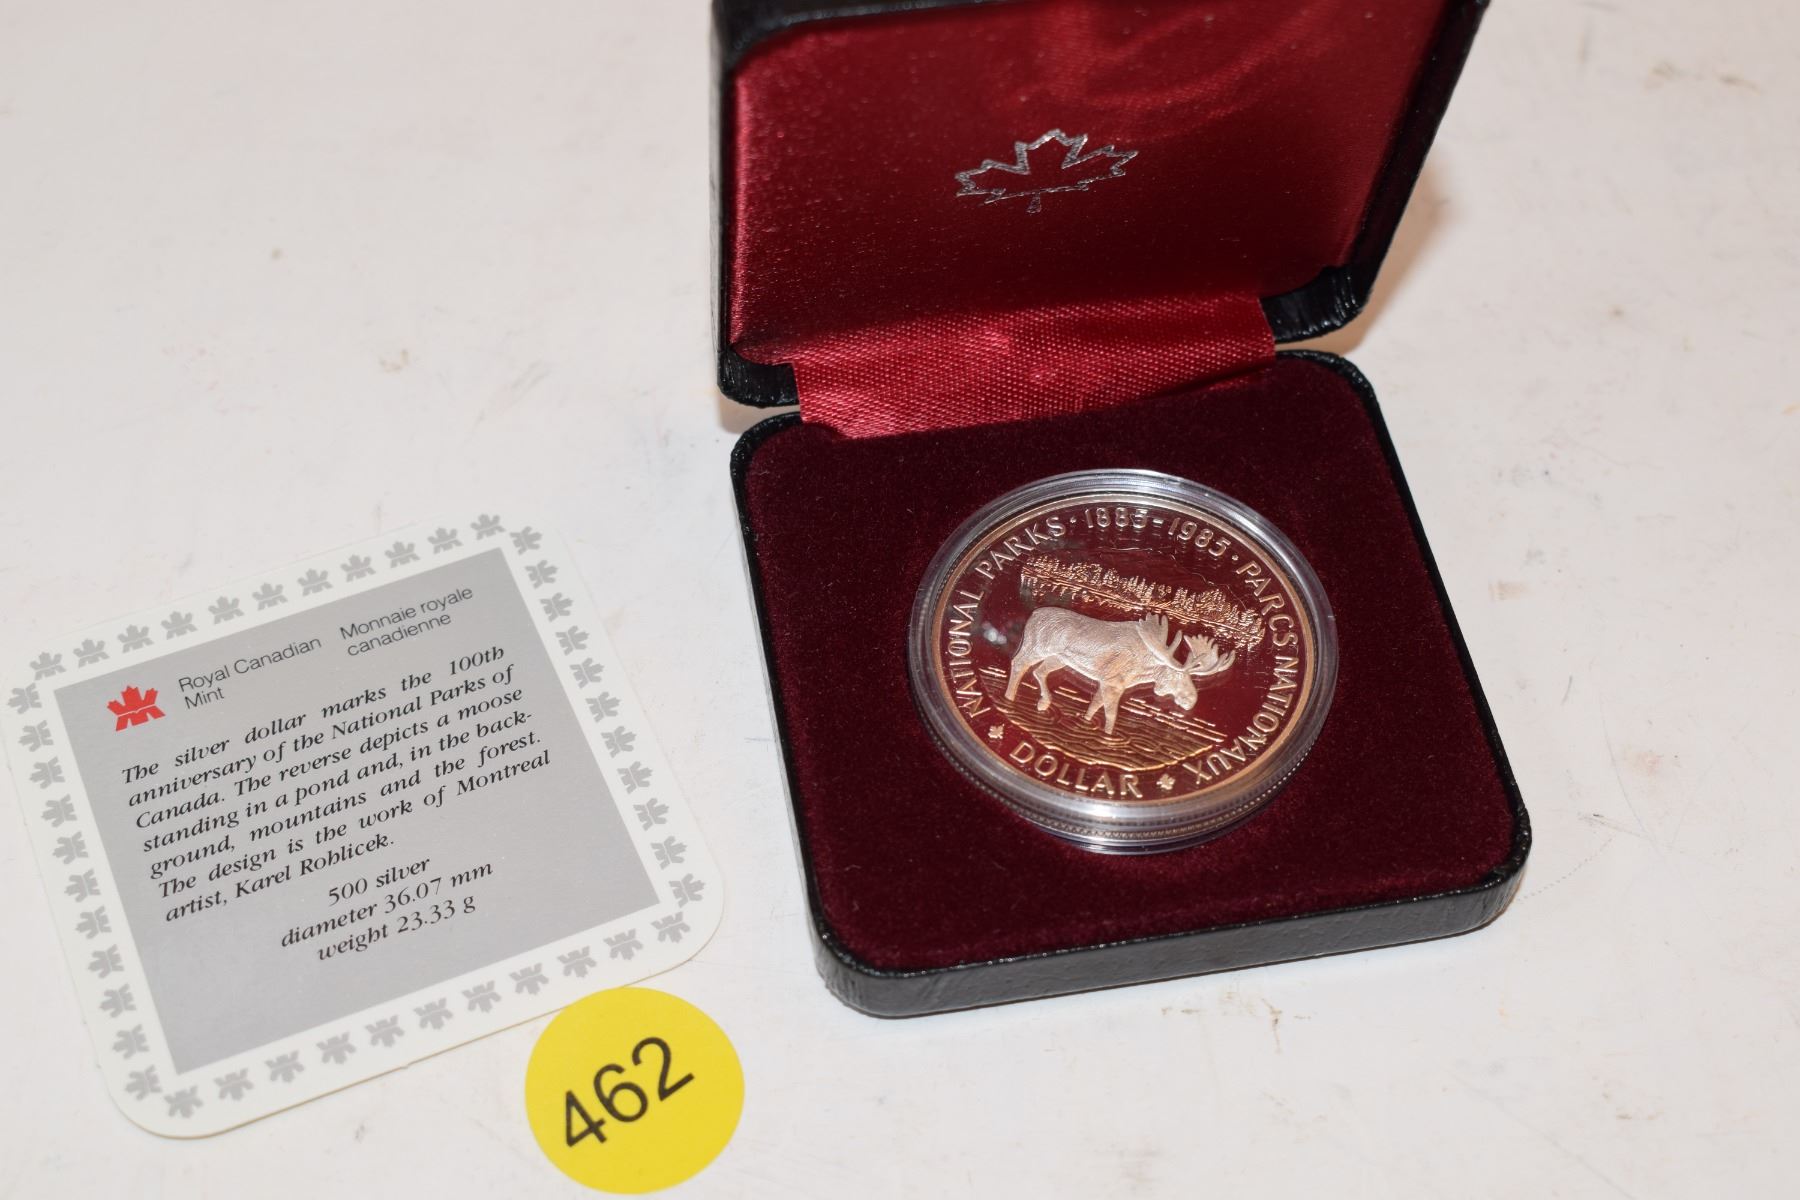 Royal Canadian Mint
Monnaie royale canadienne
The silver dollar marks the 100th
anniversary of the National Parks of
Canada. The reverse depicts a moose
standing in a pond and, in the back-
ground, mountains and the forest.
The design is the work of Montreal
artist, Karel Rohlicek.
500 silver
diameter 36.07 mm
weight 23.33 g
462
NATIONAL PARKS · 1885-1985 · PARCS NATIONAUX
DOLLAR